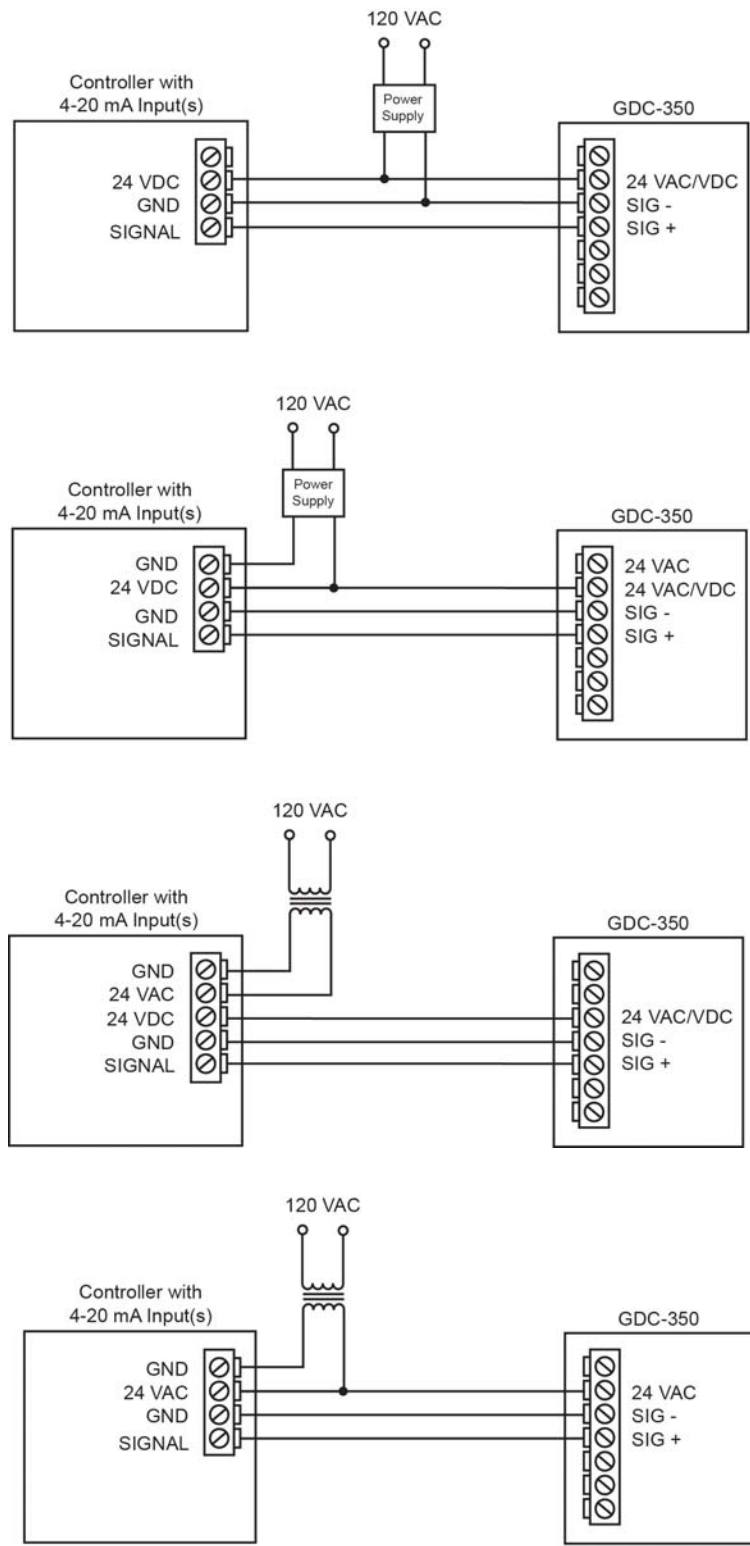 120 VAC
Controller with
4-20 mA Input(s)
Power
Supply
GDC-350
24 VDC
GND
SIGNAL
24 VAC/VDC
SIG -
SIG +
120 VAC
Controller with
4-20 mA Input(s)
Power
Supply
GDC-350
GND
24 VDC
GND
SIGNAL
24 VAC
24 VAC/VDC
SIG -
SIG +
120 VAC
Controller with
4-20 mA Input(s)
GDC-350
GND
24 VAC
24 VDC
GND
SIGNAL
24 VAC/VDC
SIG -
SIG +
120 VAC
Controller with
4-20 mA Input(s)
GDC-350
GND
24 VAC
GND
SIGNAL
24 VAC
SIG -
SIG +